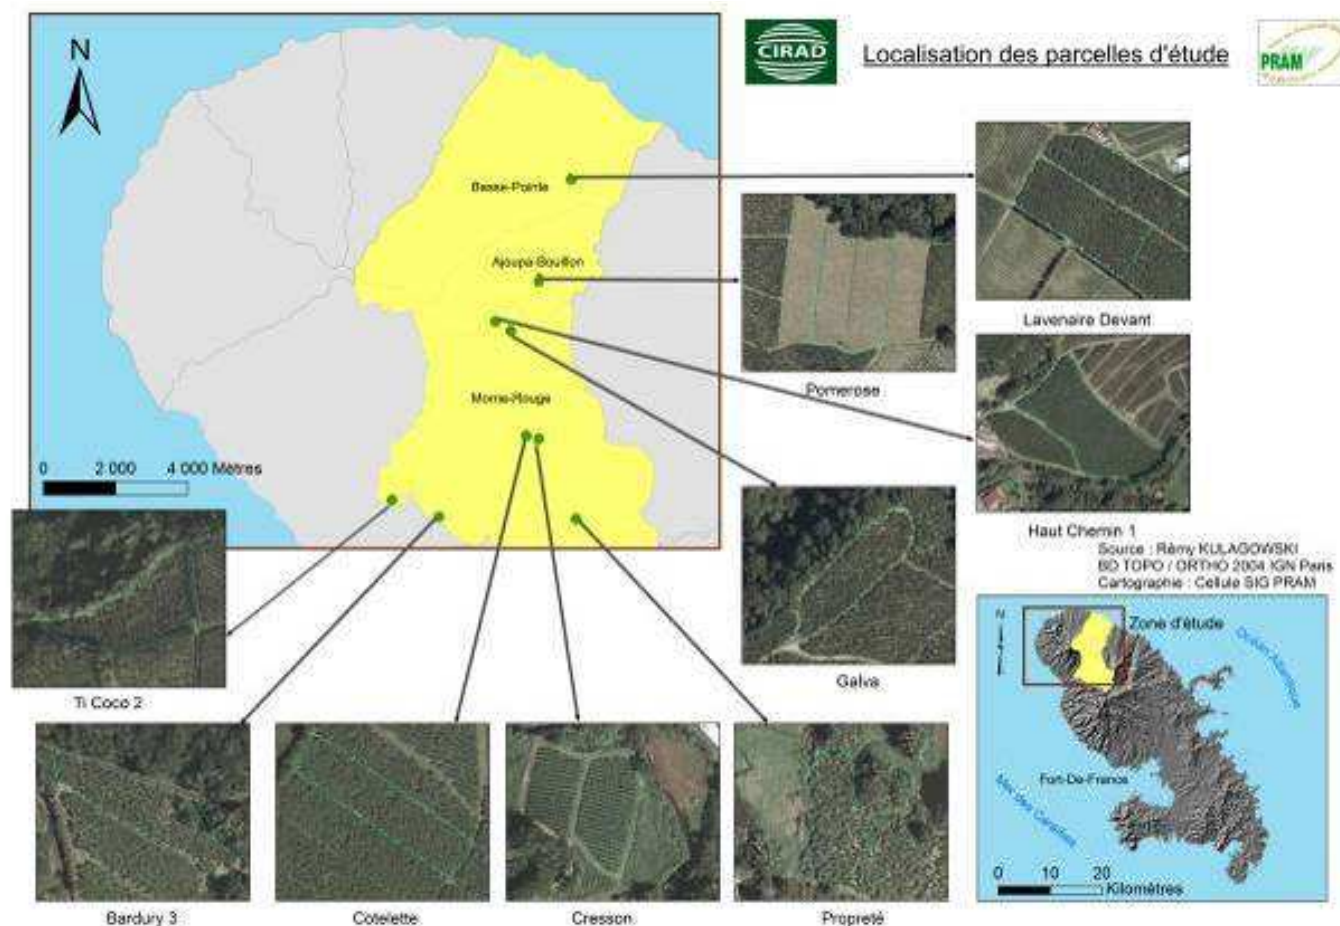 CIRAD
Localisation des parcelles d'étude
PRAM
N
Basse-Pointe
Ajoupa-Bouillon
Morne-Rouge
0 2 000 4 000 Mètres
Lavenaire Devant
Pomerose
Haut Chemin 1
Source : Rémy KULAGOWSKI
BD TOPO / ORTHO 2004 IGN Paris
Cartographie : Cellule SIG PRAM
Galva
Ti Coco 2
N
Zone d'étude
Océan Atlantique
Fort-De-France
Mer des Caraïbes
0 10 20
Kilomètres
Bardury 3
Cotelette
Cresson
Propreté